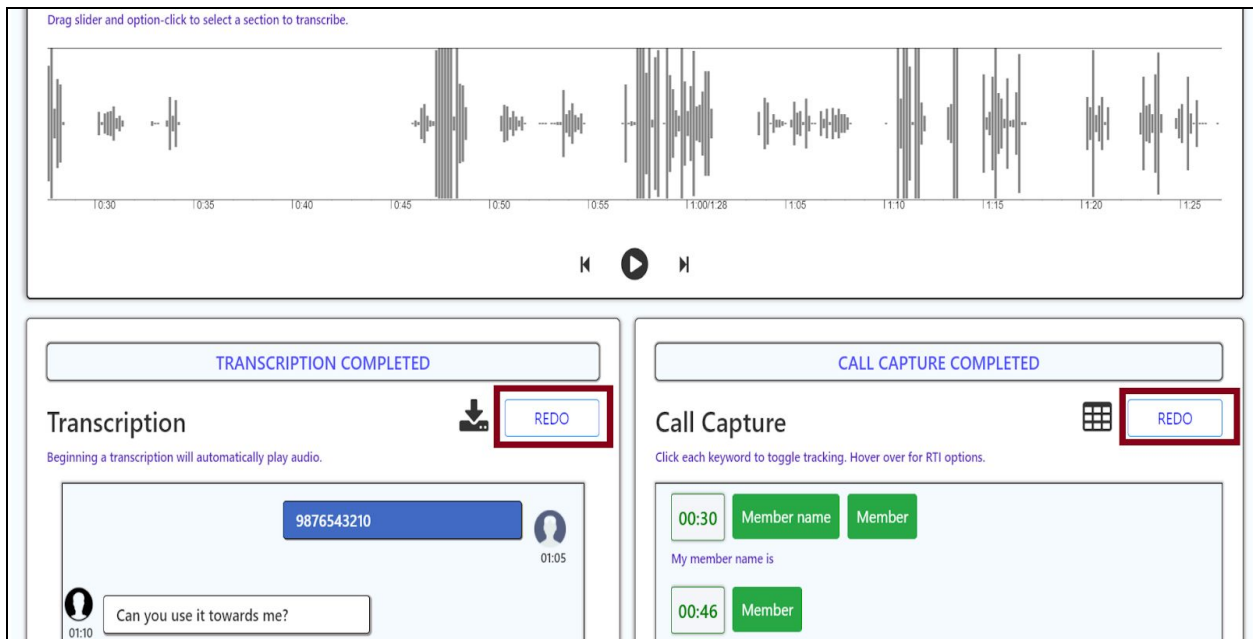 Drag slider and option-click to select a section to transcribe.
0:30 0:35 0:40 0:45 0:50 0:55 1:00/1:28 1:05 1:10 1:15 1:20 1:25
TRANSCRIPTION COMPLETED
Transcription
REDO
Beginning a transcription will automatically play audio.
9876543210
01:05
Can you use it towards me?
01:10
CALL CAPTURE COMPLETED
Call Capture
REDO
Click each keyword to toggle tracking. Hover over for RTI options.
00:30 Member name Member
My member name is
00:46 Member